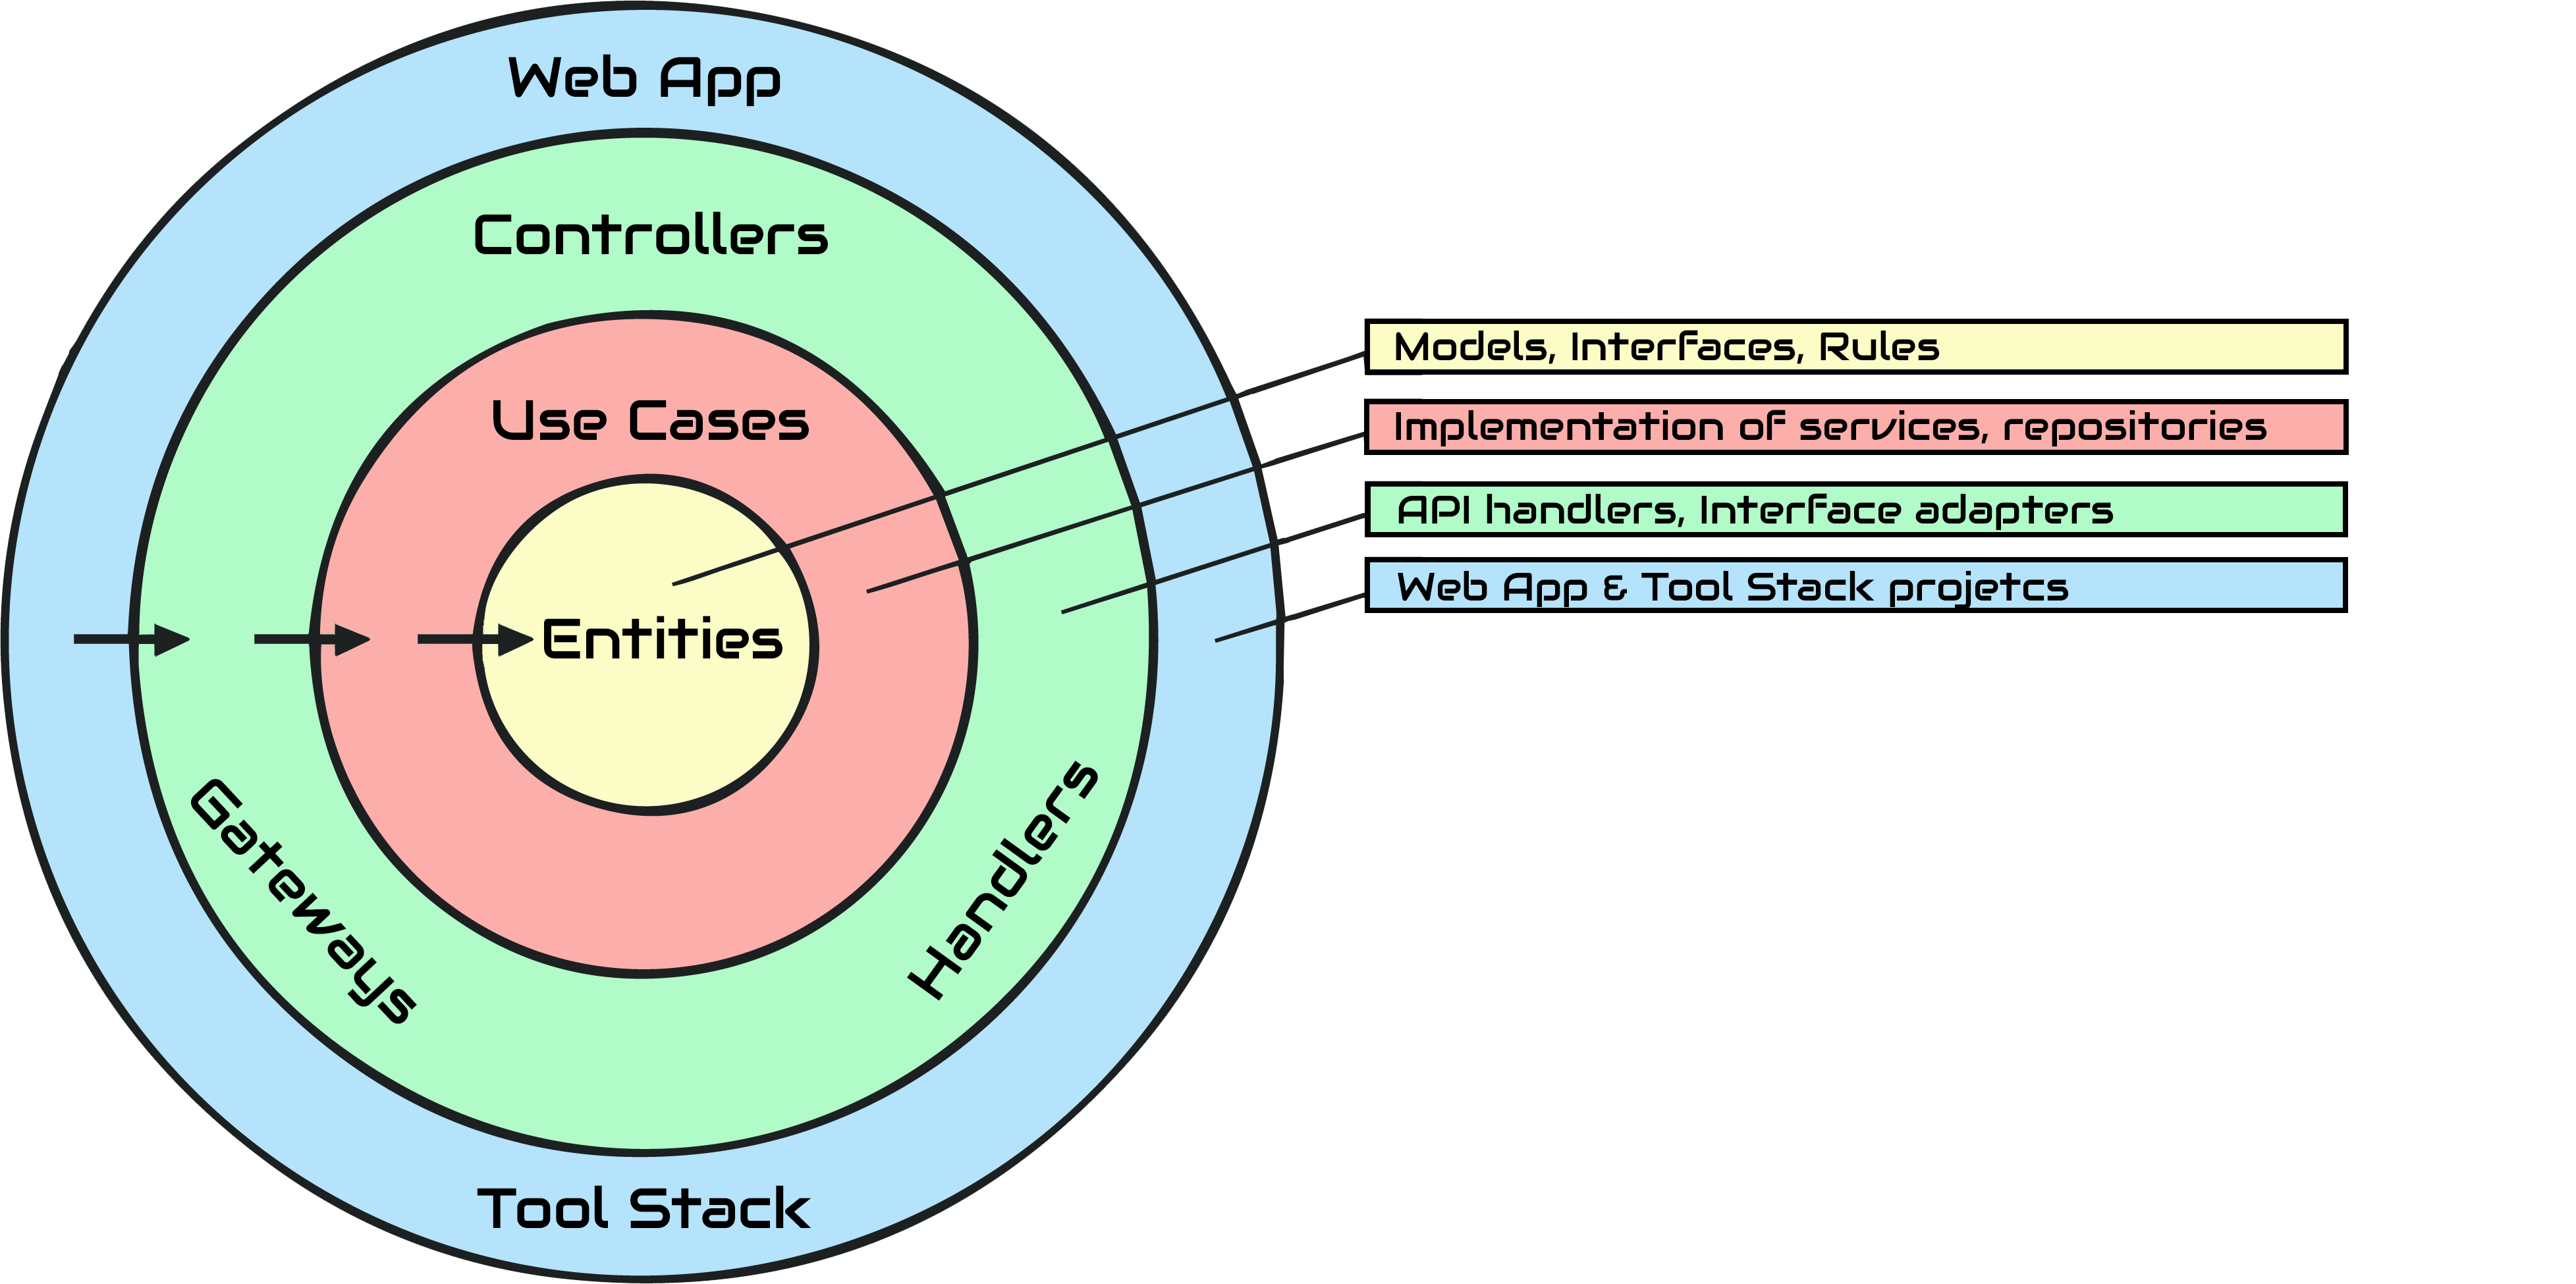 Web App
Controllers
Use Cases
Entities
Gateways
Handlers
Tool Stack
Models, Interfaces, Rules
Implementation of services, repositories
API handlers, Interface adapters
Web App & Tool Stack projetcs